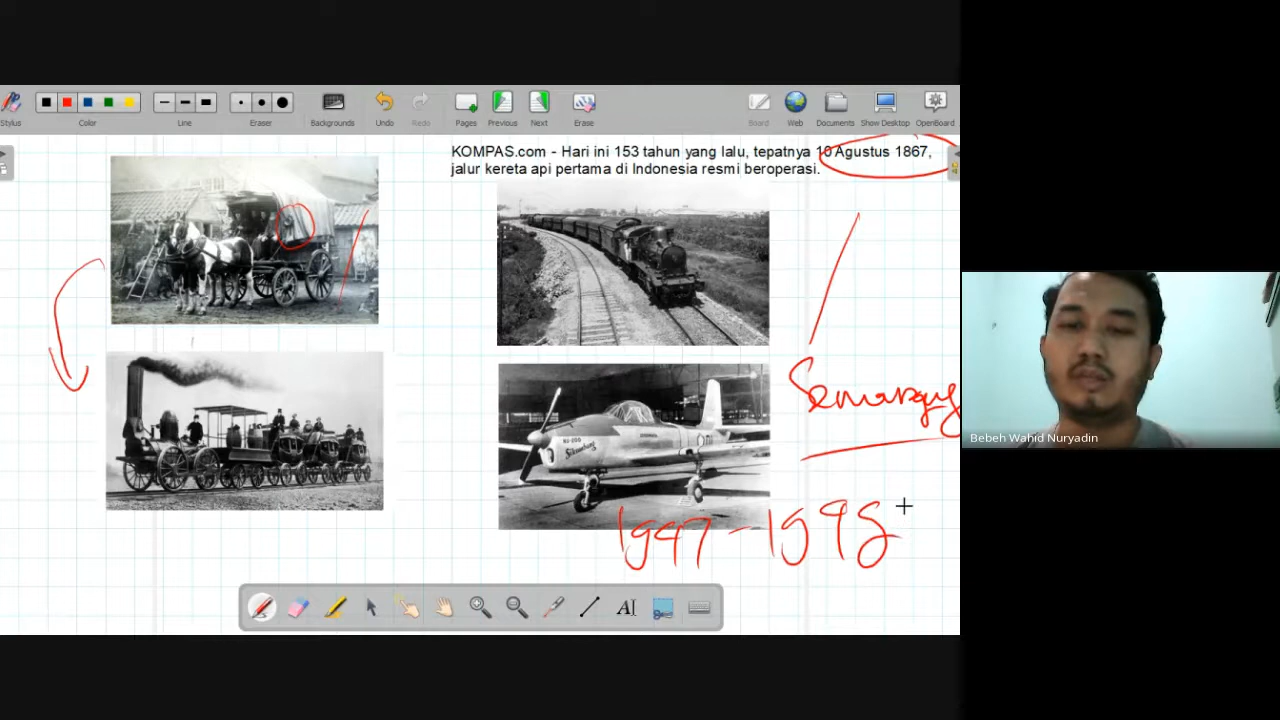 Stylus
Color
Line
Eraser
Backgrounds
Undo
Redo
Pages
Previous
Next
Erase
Board
Web
Documents
Show Desktop
OpenBoard
KOMPAS.com - Hari ini 153 tahun yang lalu, tepatnya 10 Agustus 1867,
jalur kereta api pertama di Indonesia resmi beroperasi.
Semarang
Sikumbang
1947 - 1948
Bebeh Wahid Nuryadin